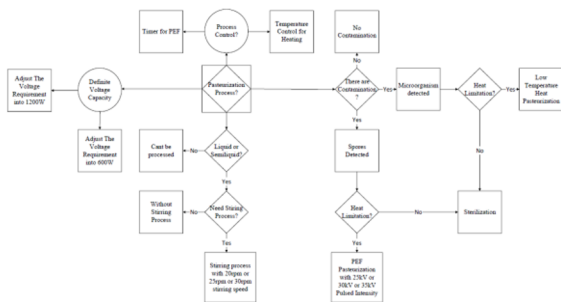 Timer for PEF
Process
Control?
Temperature
Control for
Heating
No
Contamination
No
Adjust The
Voltage
Requirement
into 1200W
Definite
Voltage
Capacity
Pasteurization
Process?
There are
Contamination
?
Yes
Microorganism
detected
Heat
Limitation?
Yes
Low
Temperature
Heat
Pasteurization
Yes
No
Adjust The
Voltage
Requirement
into 600W
Cant be
processed
No
Liquid or
Semiliquid?
Spores
Detected
Yes
Without
Stirring
Process
No
Need Stiring
Process?
Heat
Limitation?
No
Sterilization
Yes
Yes
Stirring process
with 20rpm or
25rpm or 30rpm
stirring speed
PEF
Pasteurization
with 25kV or
30kV or 35kV
Pulsed Intensity